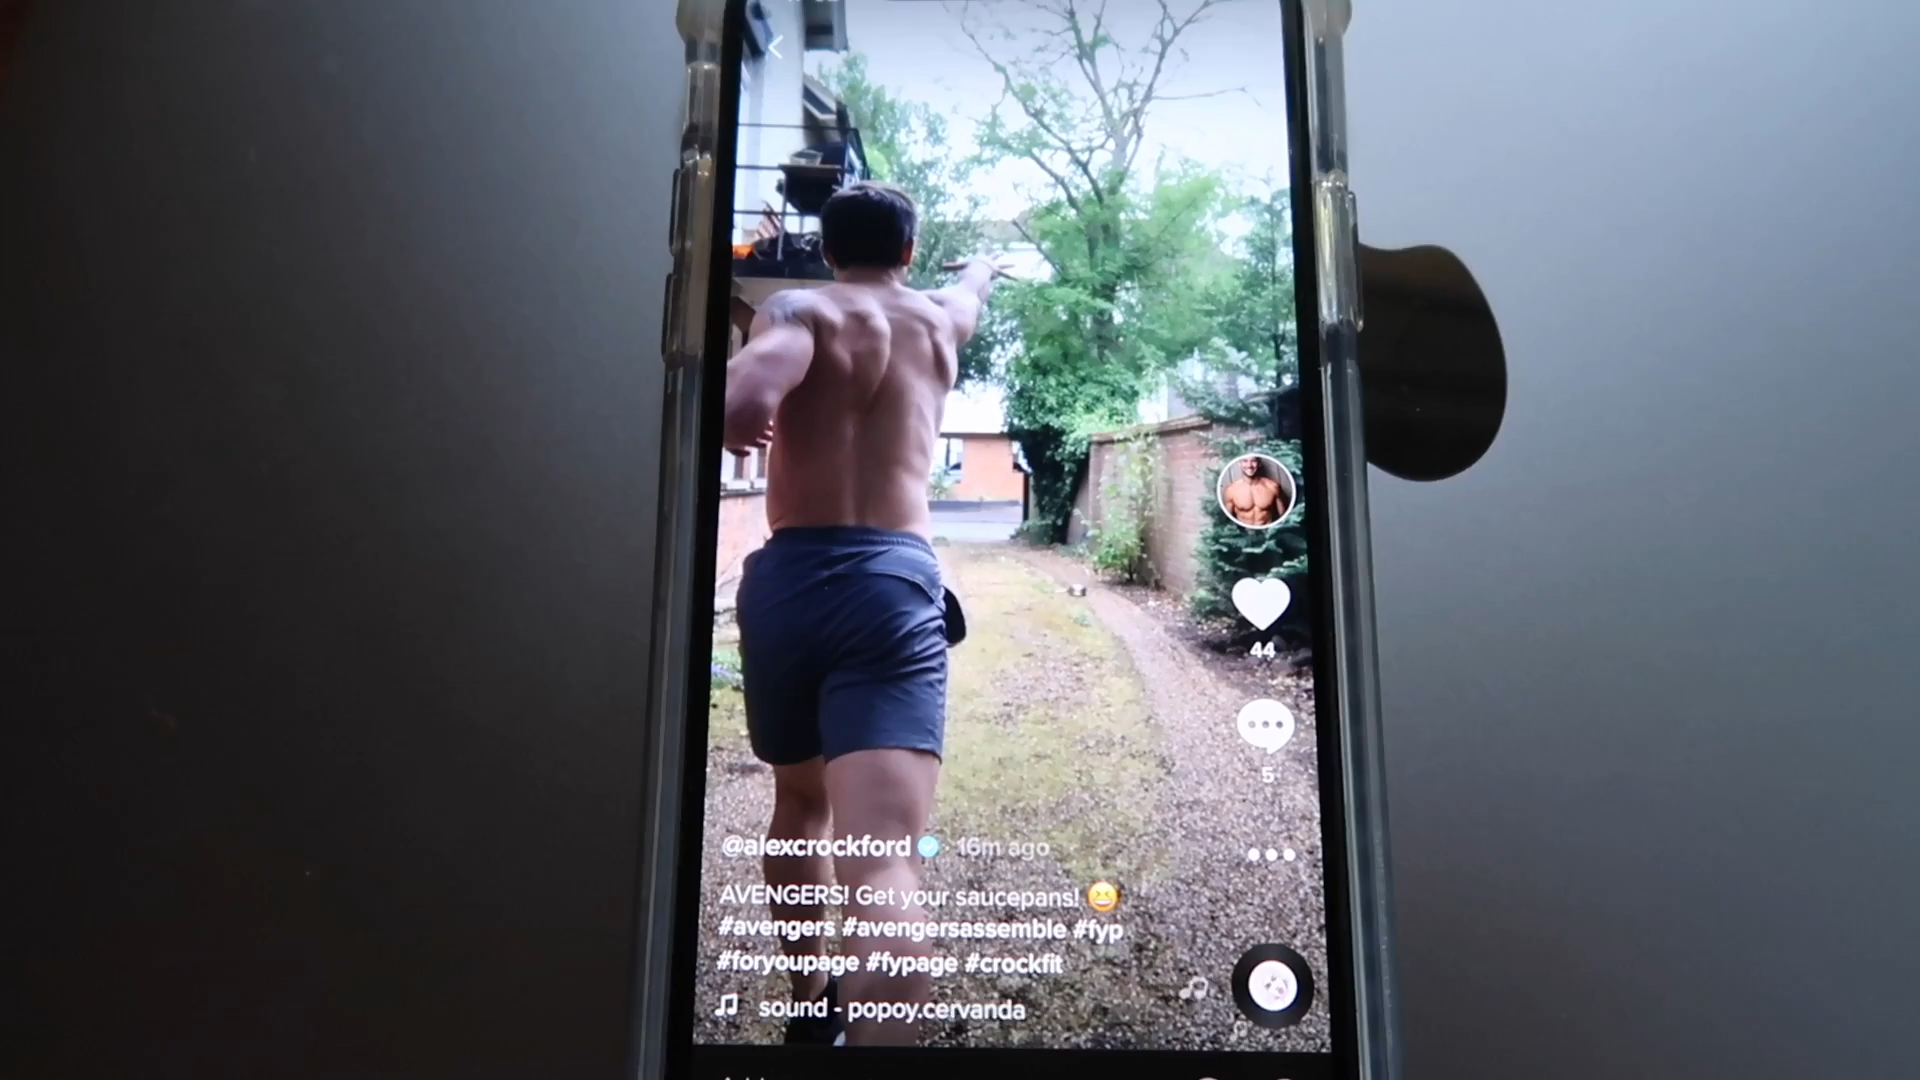 44
5
@alexcrockford · 16m ago
AVENGERS! Get your saucepans! 😆
#avengers #avengersassemble #fyp
#foryoupage #fypage #crockfit
sound - popoy.cervanda